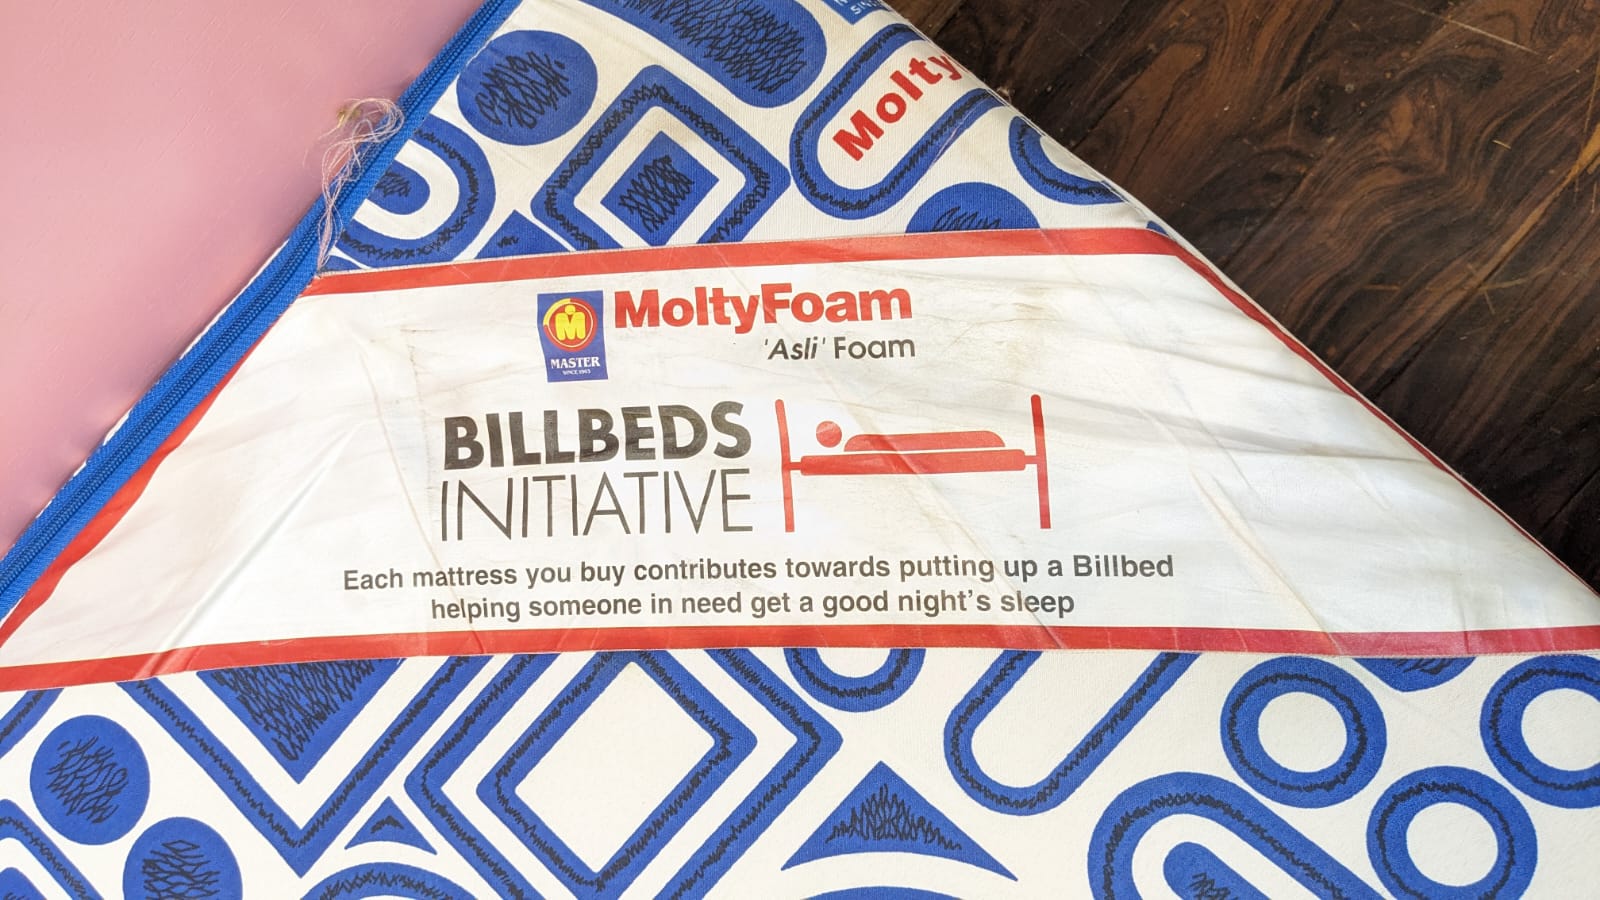 Molty
MoltyFoam
'Asli' Foam
MASTER
SINCE 1963
BILLBEDS
INITIATIVE
Each mattress you buy contributes towards putting up a Billbed
helping someone in need get a good night's sleep